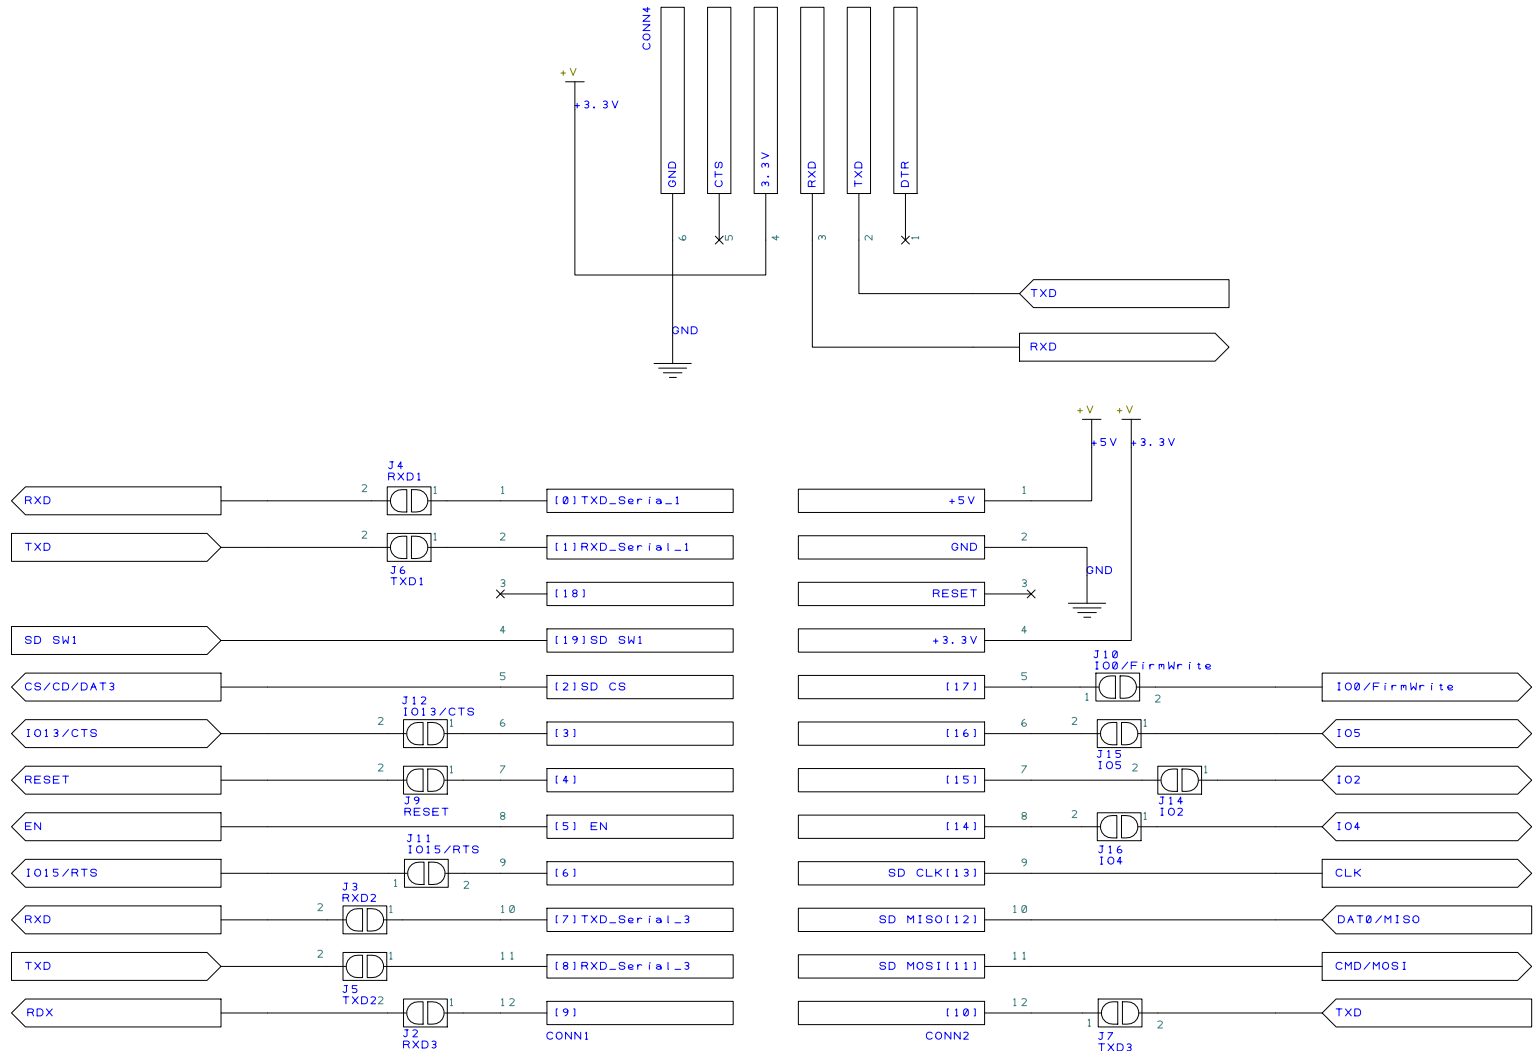 CONN4
+V
+3.3V
GND
CTS
3.3V
RXD
TXD
DTR
6
5
4
3
2
1
TXD
GND
RXD
+V +V
+5V +3.3V
J4
RXD1
RXD 2 1 1 [0]TXD_Seria_1
TXD 2 1 2 [1]RXD_Serial_1
J6
TXD1
3 [18]
SD SW1 4 [19]SD SW1
CS/CD/DAT3 5 [2]SD CS
J12
IO13/CTS
IO13/CTS 2 1 6 [3]
RESET 2 1 7 [4]
J9
RESET
EN 8 [5] EN
J11
IO15/RTS
IO15/RTS 1 2 9 [6]
J3
RXD2
RXD 2 1 10 [7]TXD_Serial_3
TXD 2 1 11 [8]RXD_Serial_3
J5
TXD2
RDX 2 1 12 [9]
J2
RXD3
CONN1
+5V 1
GND 2
GND
RESET 3
+3.3V 4
J10
IO0/FirmWrite
[17] 5 1 2 IO0/FirmWrite
[16] 6 2 1 IO5
J15
IO5
[15] 7 2 1 IO2
J14
IO2
[14] 8 2 1 IO4
J16
IO4
SD CLK[13] 9 CLK
SD MISO[12] 10 DAT0/MISO
SD MOSI[11] 11 CMD/MOSI
[10] 12 1 2 TXD
CONN2
J7
TXD3